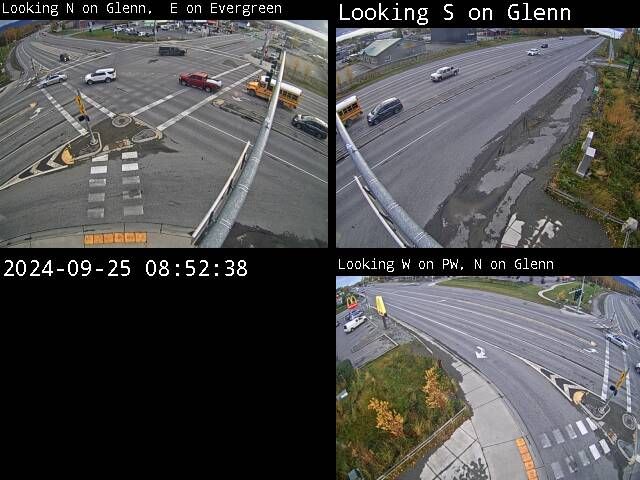 Looking N on Glenn, E on Evergreen
Looking S on Glenn
2024-09-25 08:52:38
Looking W on PW, N on Glenn